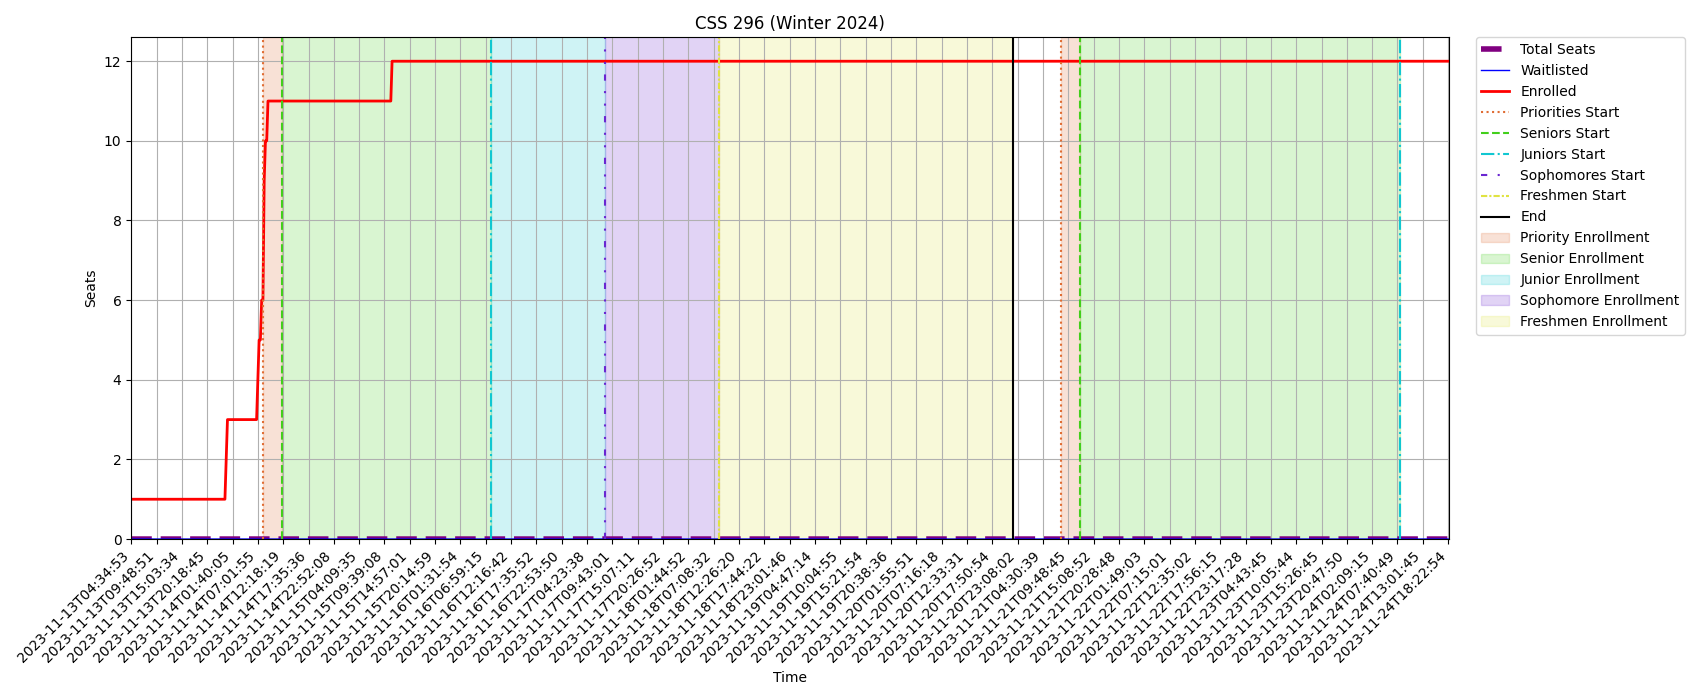 CSS 296 (Winter 2024)
Total Seats
Waitlisted
Enrolled
Priorities Start
Seniors Start
Juniors Start
Sophomores Start
Freshmen Start
End
Priority Enrollment
Senior Enrollment
Junior Enrollment
Sophomore Enrollment
Freshmen Enrollment
Seats
12
10
8
6
4
2
0
2023-11-13T04:34:53
2023-11-13T09:48:51
2023-11-13T15:03:34
2023-11-13T20:18:45
2023-11-14T01:40:05
2023-11-14T07:01:55
2023-11-14T12:18:19
2023-11-14T17:35:36
2023-11-14T22:52:08
2023-11-15T04:09:35
2023-11-15T09:39:08
2023-11-15T14:57:01
2023-11-15T20:14:59
2023-11-16T01:31:54
2023-11-16T06:59:15
2023-11-16T12:16:42
2023-11-16T17:35:52
2023-11-16T22:53:50
2023-11-17T04:23:38
2023-11-17T09:43:01
2023-11-17T15:07:11
2023-11-17T20:26:52
2023-11-18T01:44:52
2023-11-18T07:08:32
2023-11-18T12:26:20
2023-11-18T17:44:22
2023-11-18T23:01:46
2023-11-19T04:47:14
2023-11-19T10:04:55
2023-11-19T15:21:54
2023-11-19T20:38:36
2023-11-20T01:55:51
2023-11-20T07:16:18
2023-11-20T12:33:31
2023-11-20T17:50:54
2023-11-20T23:08:02
2023-11-21T04:30:39
2023-11-21T09:48:45
2023-11-21T15:08:52
2023-11-21T20:28:48
2023-11-22T01:49:03
2023-11-22T07:15:01
2023-11-22T12:35:02
2023-11-22T17:56:15
2023-11-22T23:17:28
2023-11-23T04:43:45
2023-11-23T10:05:44
2023-11-23T15:26:45
2023-11-23T20:47:50
2023-11-24T02:09:15
2023-11-24T07:40:49
2023-11-24T13:01:45
2023-11-24T18:22:54
Time